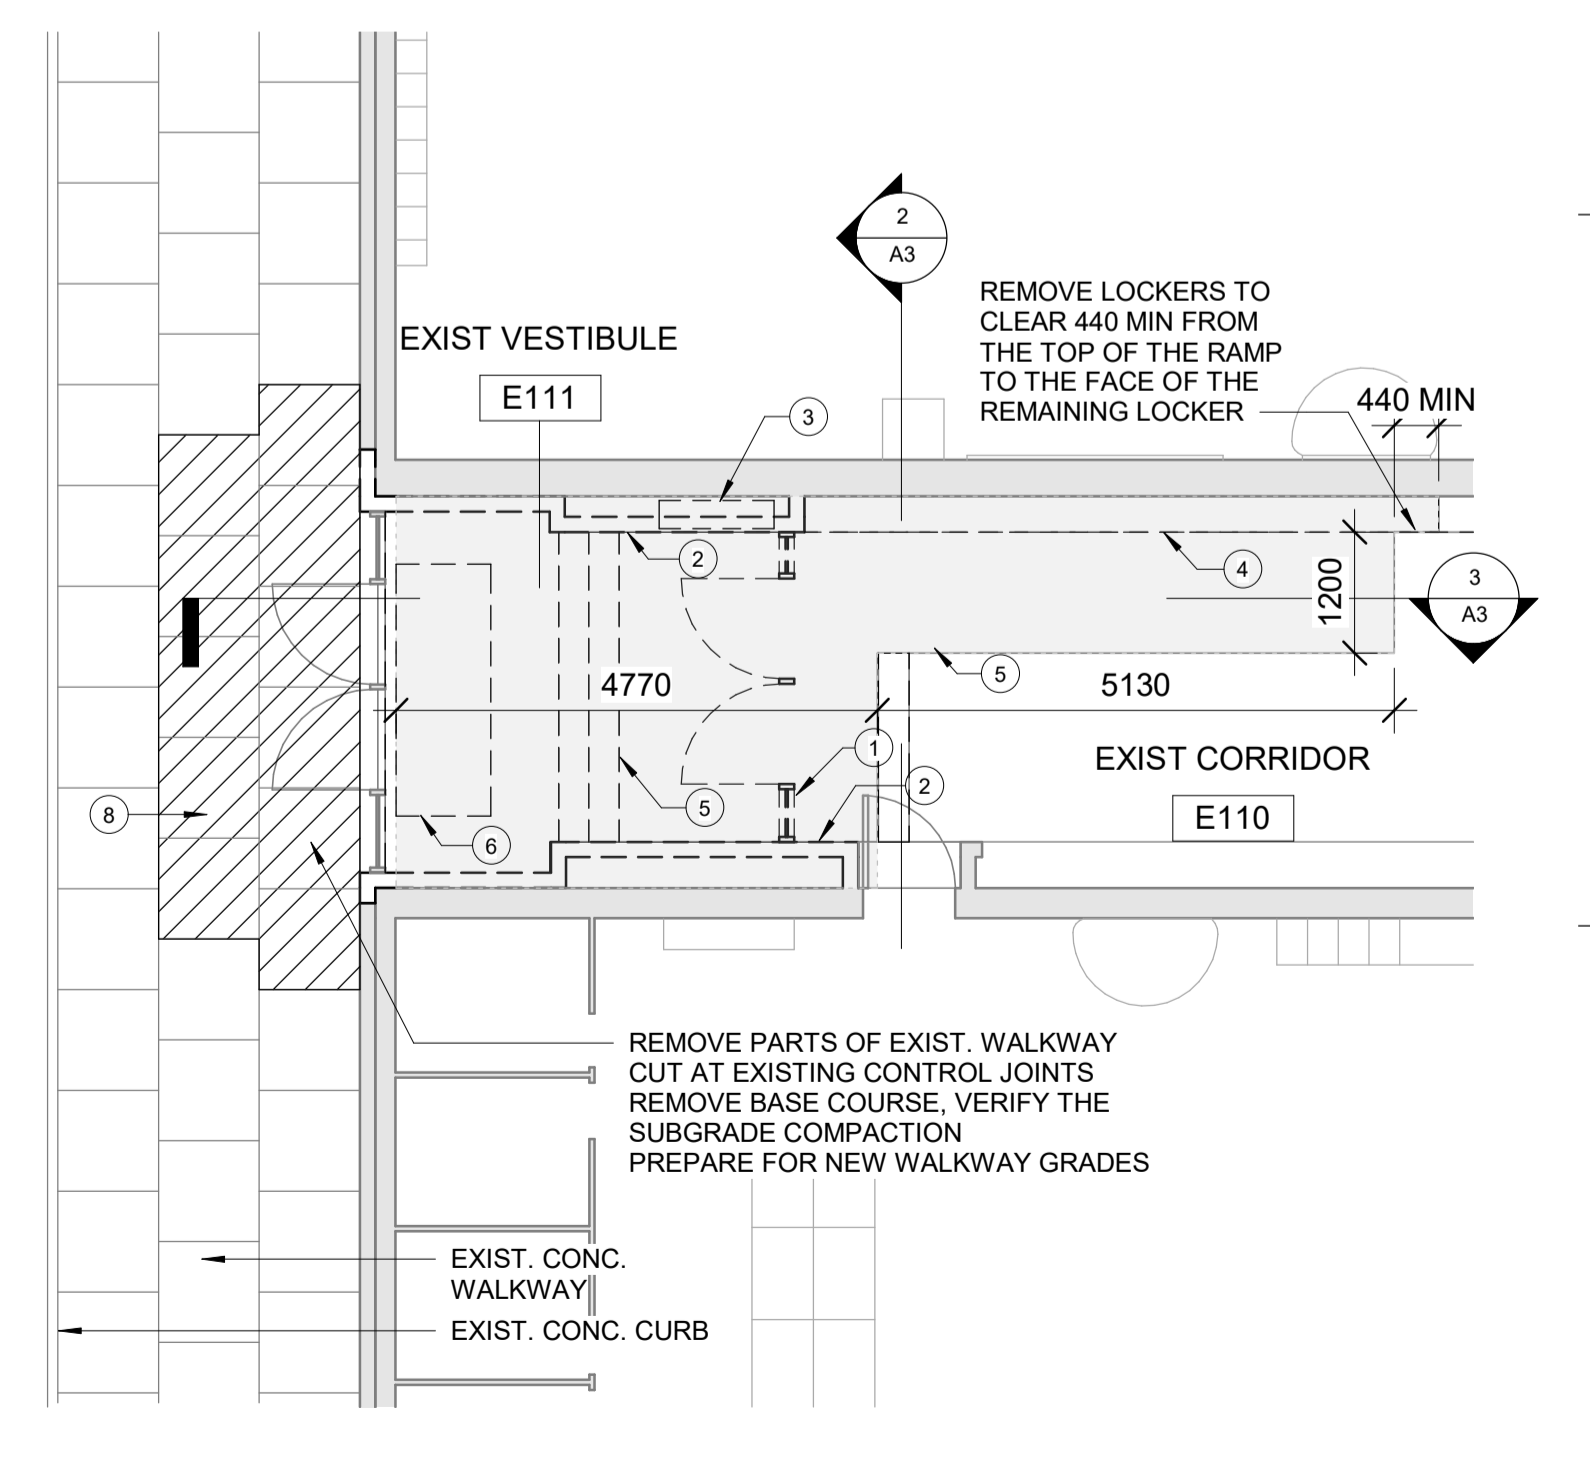 2
A3
REMOVE LOCKERS TO
CLEAR 440 MIN FROM
THE TOP OF THE RAMP
TO THE FACE OF THE
REMAINING LOCKER
440 MIN
EXIST VESTIBULE
E111
3
2
4
1200
3
A3
5
4770
5130
1
EXIST CORRIDOR
2
5
E110
8
6
REMOVE PARTS OF EXIST. WALKWAY
CUT AT EXISTING CONTROL JOINTS
REMOVE BASE COURSE, VERIFY THE
SUBGRADE COMPACTION
PREPARE FOR NEW WALKWAY GRADES
EXIST. CONC.
WALKWAY
EXIST. CONC. CURB